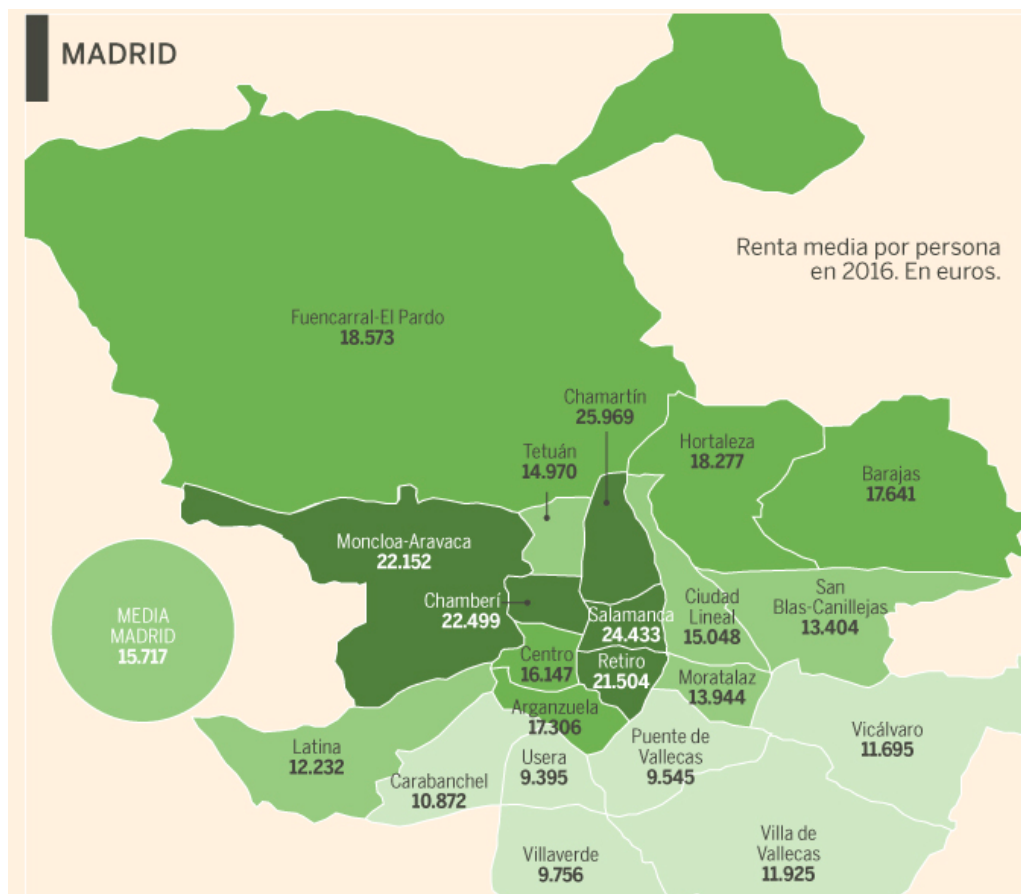 MADRID
Renta media por persona
en 2016. En euros.
Fuencarral-El Pardo
18.573
Chamartín
25.969
Tetuán
14.970
Hortaleza
18.277
Barajas
17.641
Moncloa-Aravaca
22.152
MEDIA
MADRID
15.717
Chamberí
22.499
Salamanca
24.433
Ciudad
Lineal
15.048
San
Blas-Canillejas
13.404
Centro
16.147
Retiro
21.504
Moratalaz
13.944
Arganzuela
17.306
Latina
12.232
Carabanchel
10.872
Usera
9.395
Puente de
Vallecas
9.545
Vicálvaro
11.695
Villaverde
9.756
Villa de
Vallecas
11.925